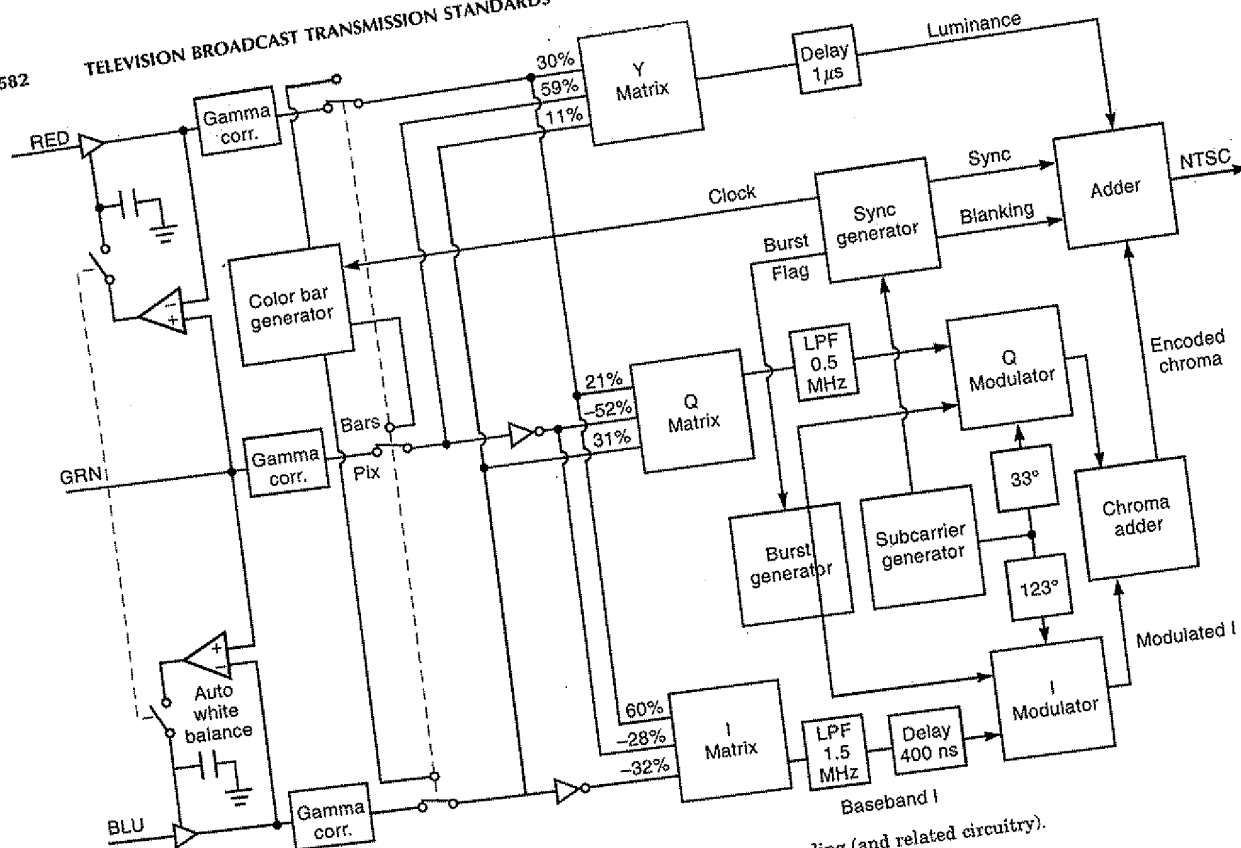 582 TELEVISION BROADCAST TRANSMISSION STANDARDS
30%
59%
11%
Y
Matrix
Delay
1µs
Luminance
RED
Gamma
corr.
Clock
Sync
generator
Sync
Blanking
Adder
NTSC
Burst
Flag
Color bar
generator
−
+
LPF
0.5
MHz
Q
Modulator
Encoded
chroma
21%
−52%
31%
Q
Matrix
Bars
Pix
GRN
Gamma
corr.
33°
Chroma
adder
Burst
generator
Subcarrier
generator
123°
Modulated I
+
−
Auto
white
balance
60%
−28%
−32%
I
Matrix
LPF
1.5
MHz
Delay
400 ns
I
Modulator
Baseband I
BLU
Gamma
corr.
(and related circuitry).